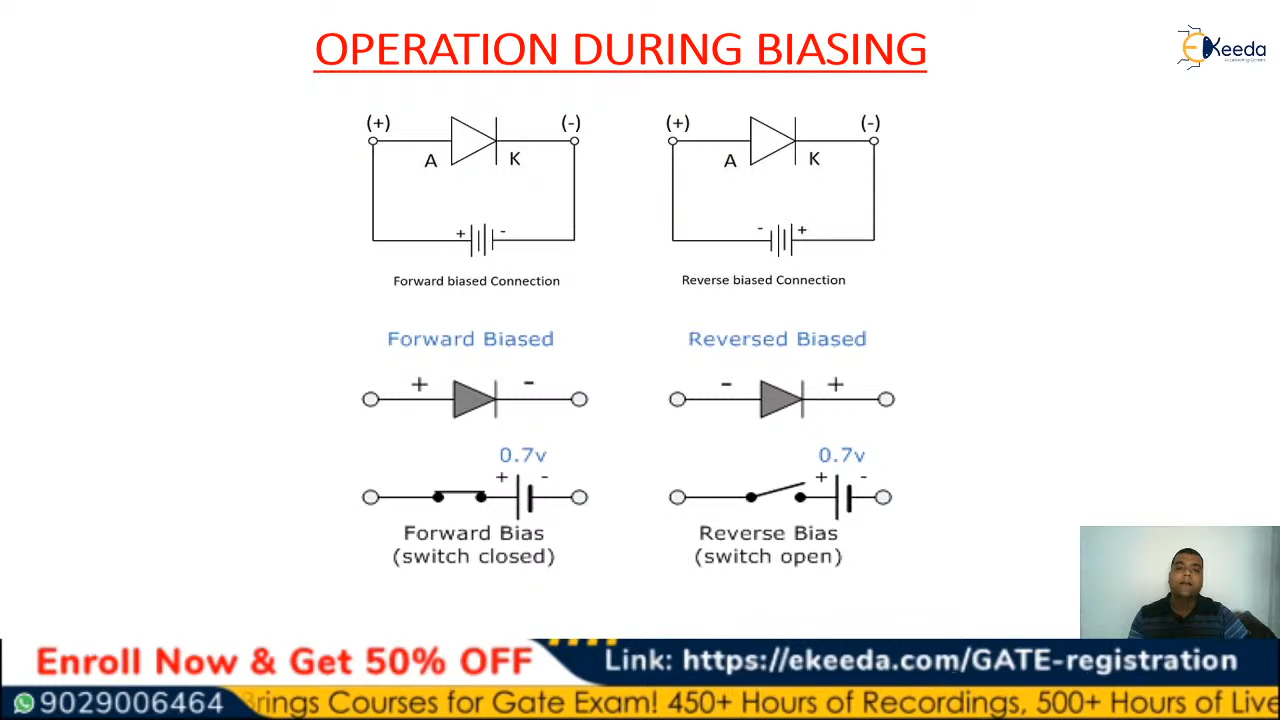 OPERATION DURING BIASING
EKeeda
(+) (-) (+) (-)
A K A K
+ - - +
Forward biased Connection Reverse biased Connection
Forward Biased Reversed Biased
+ - - +
0.7v 0.7v
+ - + -
Forward Bias Reverse Bias
(switch closed) (switch open)
Enroll Now & Get 50% OFF Link: https://ekeeda.com/GATE-registration
9029006464 Brings Courses for Gate Exam! 450+ Hours of Recordings, 500+ Hours of Live